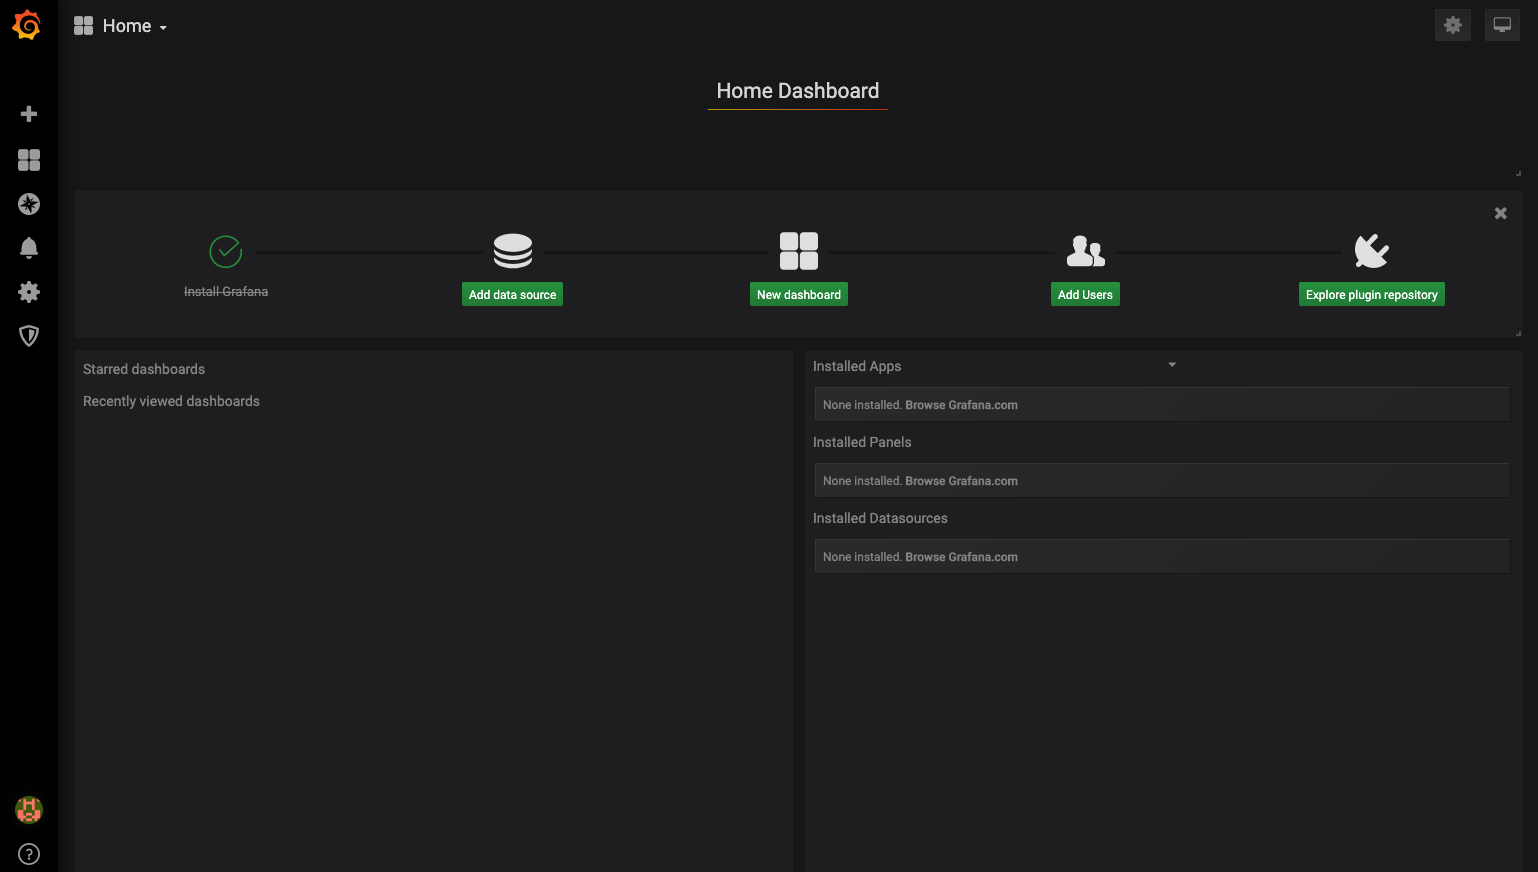 Home
Home Dashboard
Install Grafana
Add data source
New dashboard
Add Users
Explore plugin repository
Starred dashboards
Recently viewed dashboards
Installed Apps
None installed. Browse Grafana.com
Installed Panels
None installed. Browse Grafana.com
Installed Datasources
None installed. Browse Grafana.com